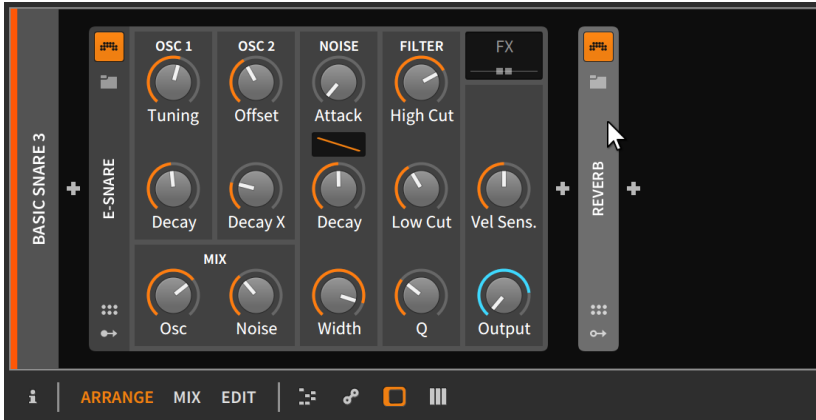 BASIC SNARE 3
E-SNARE
OSC 1
OSC 2
NOISE
FILTER
FX
Tuning
Offset
Attack
High Cut
Decay
Decay X
Decay
Low Cut
Vel Sens.
MIX
Osc
Noise
Width
Q
Output
REVERB
i
ARRANGE
MIX
EDIT